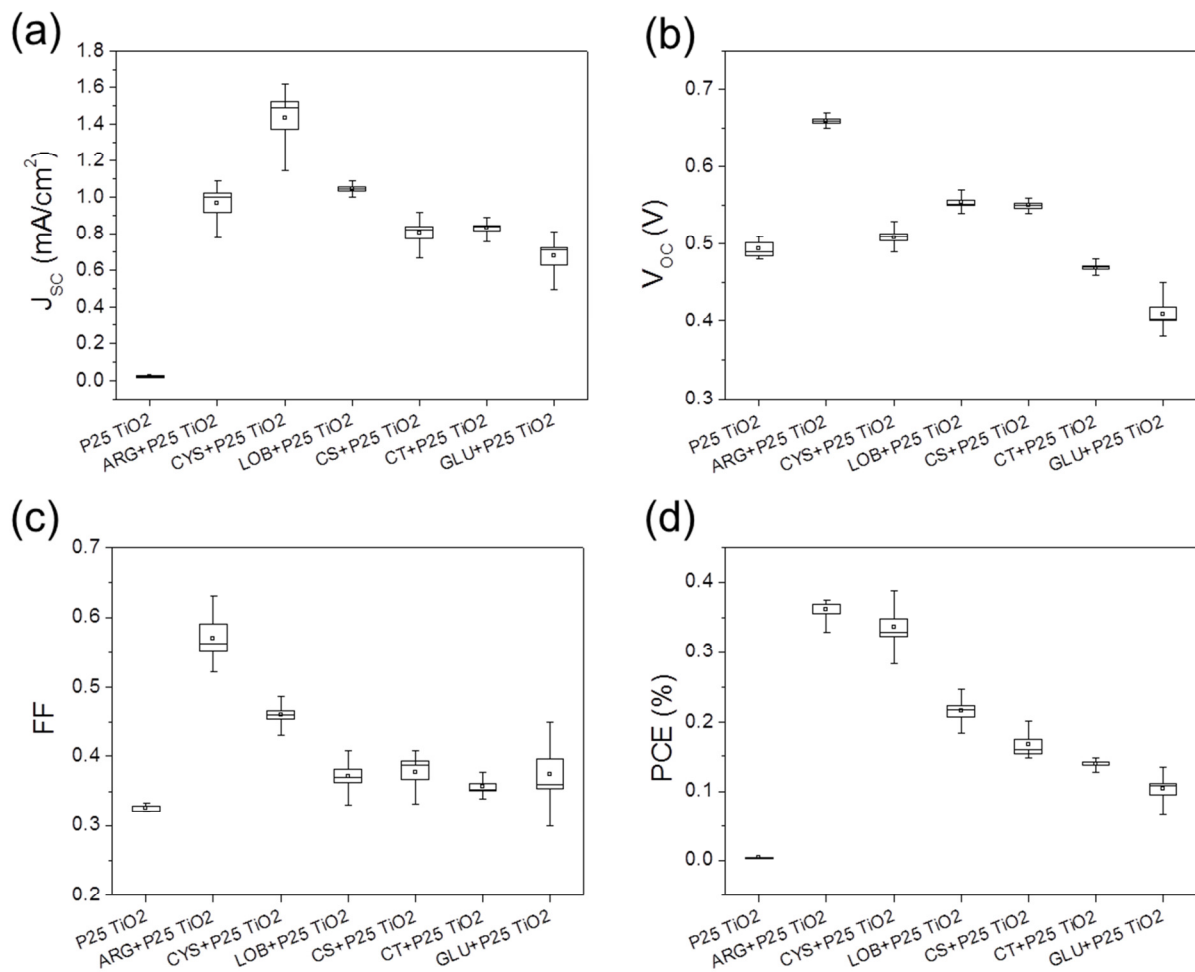 (a)
1.8
1.6
1.4
1.2
1.0
0.8
0.6
0.4
0.2
0.0
J_SC (mA/cm²)
P25 TiO2
ARG+P25 TiO2
CYS+P25 TiO2
LOB+P25 TiO2
CS+P25 TiO2
CT+P25 TiO2
GLU+P25 TiO2
(b)
0.7
0.6
0.5
0.4
0.3
V_OC (V)
P25 TiO2
ARG+P25 TiO2
CYS+P25 TiO2
LOB+P25 TiO2
CS+P25 TiO2
CT+P25 TiO2
GLU+P25 TiO2
(c)
0.7
0.6
0.5
0.4
0.3
0.2
FF
P25 TiO2
ARG+P25 TiO2
CYS+P25 TiO2
LOB+P25 TiO2
CS+P25 TiO2
CT+P25 TiO2
GLU+P25 TiO2
(d)
0.4
0.3
0.2
0.1
0.0
PCE (%)
P25 TiO2
ARG+P25 TiO2
CYS+P25 TiO2
LOB+P25 TiO2
CS+P25 TiO2
CT+P25 TiO2
GLU+P25 TiO2